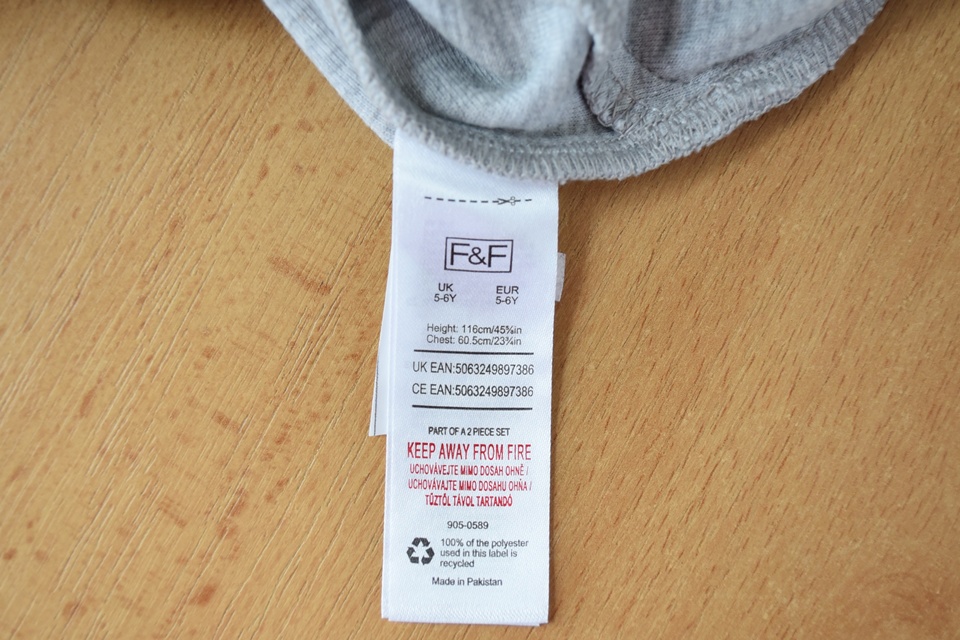 F&F
UK EUR
5-6Y 5-6Y
Height: 116cm/45⅝in
Chest: 60.5cm/23¾in
UK EAN:5063249897386
CE EAN:5063249897386
PART OF A 2 PIECE SET
KEEP AWAY FROM FIRE
UCHOVÁVEJTE MIMO DOSAH OHNĚ /
UCHOVÁVAJTE MIMO DOSAHU OHŇA /
TŰZTŐL TÁVOL TARTANDÓ
905-0589
100% of the polyester
used in this label is
recycled
Made in Pakistan